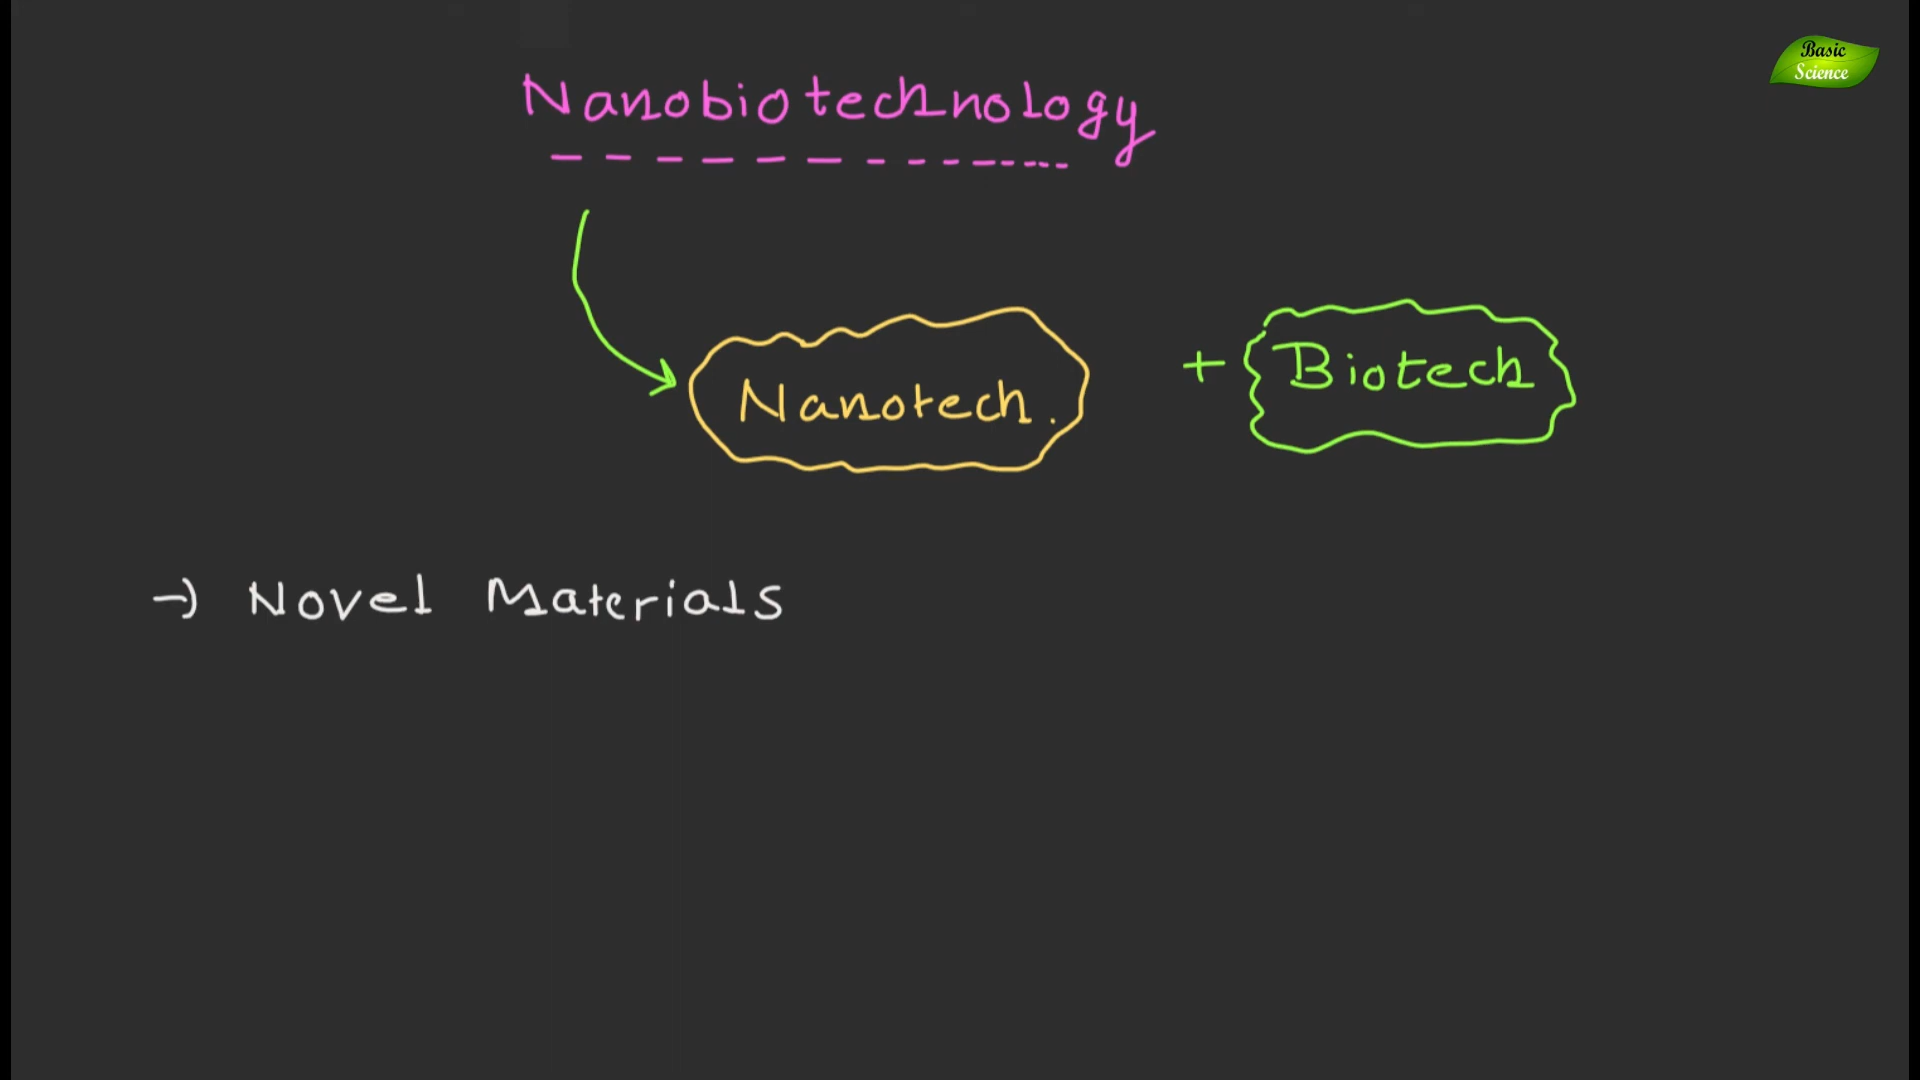 Basic
Science
Nanobiotechnology
Nanotech. + Biotech
→ Novel Materials